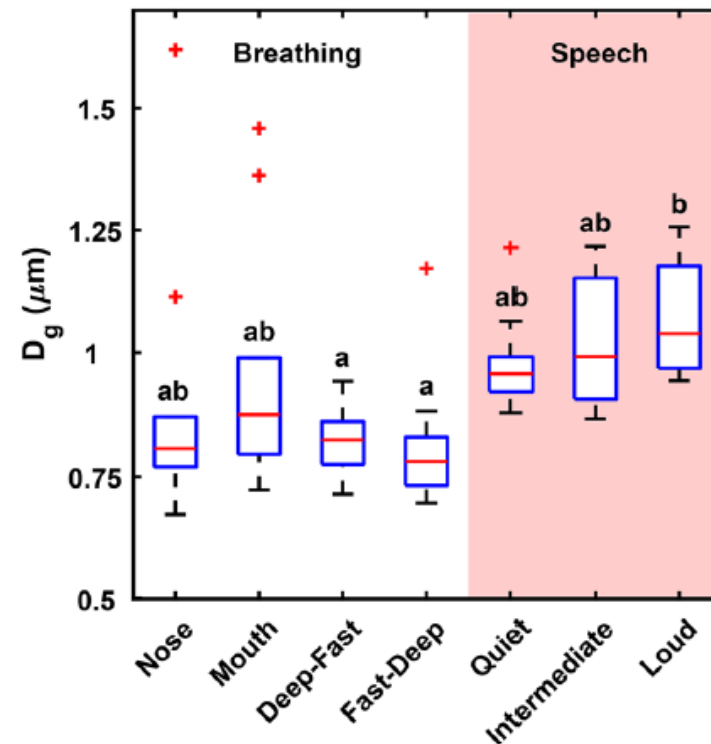 Breathing
Speech
1.5
1.25
1
0.75
0.5
D_g (μm)
ab
ab
a
a
ab
ab
b
Nose
Mouth
Deep-Fast
Fast-Deep
Quiet
Intermediate
Loud